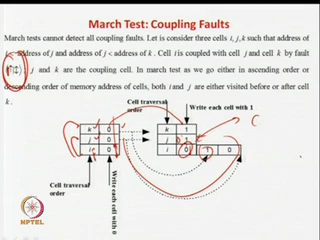 March Test: Coupling Faults
March tests cannot detect all coupling faults. Let is consider three cells i, j, k such that address of
address of j and address of j < address of k . Cell i is coupled with cell j and cell k by fault
j and k are the coupling cell. In march test as we go either in ascending order or
descending order of memory address of cells, both i and j are either visited before or after cell
k .
Cell traversal
order
Write each cell with 1
k 0
k 1
j 0
j
i 0
i 0 1 0
Cell traversal
order
Write each cell with 0
NPTEL